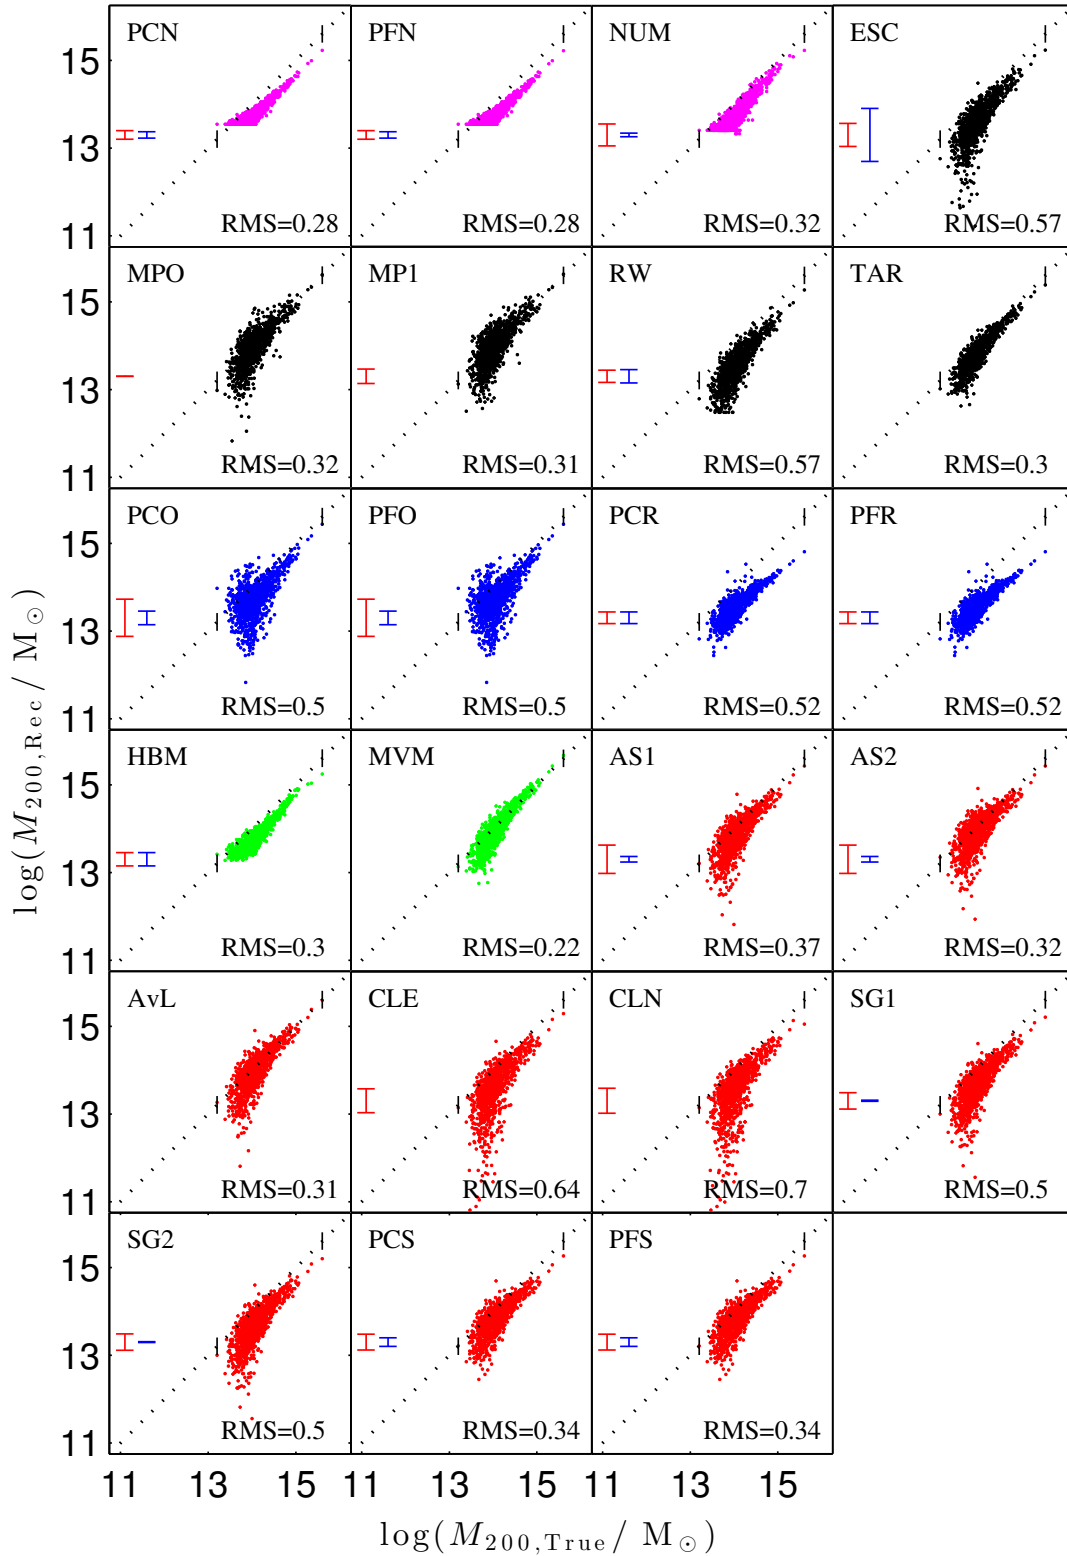 PCN PFN NUM ESC
15
13
11
RMS=0.28 RMS=0.28 RMS=0.32 RMS=0.57
MPO MP1 RW TAR
15
13
11
RMS=0.32 RMS=0.31 RMS=0.57 RMS=0.3
PCO PFO PCR PFR
15
13
11
RMS=0.5 RMS=0.5 RMS=0.52 RMS=0.52
log(M200,Rec/ M⊙)
HBM MVM AS1 AS2
15
13
11
RMS=0.3 RMS=0.22 RMS=0.37 RMS=0.32
AvL CLE CLN SG1
15
13
11
RMS=0.31 RMS=0.64 RMS=0.7 RMS=0.5
SG2 PCS PFS
15
13
11
RMS=0.5 RMS=0.34 RMS=0.34
11 13 15 11 13 15 11 13 15
log(M200,True/ M⊙)